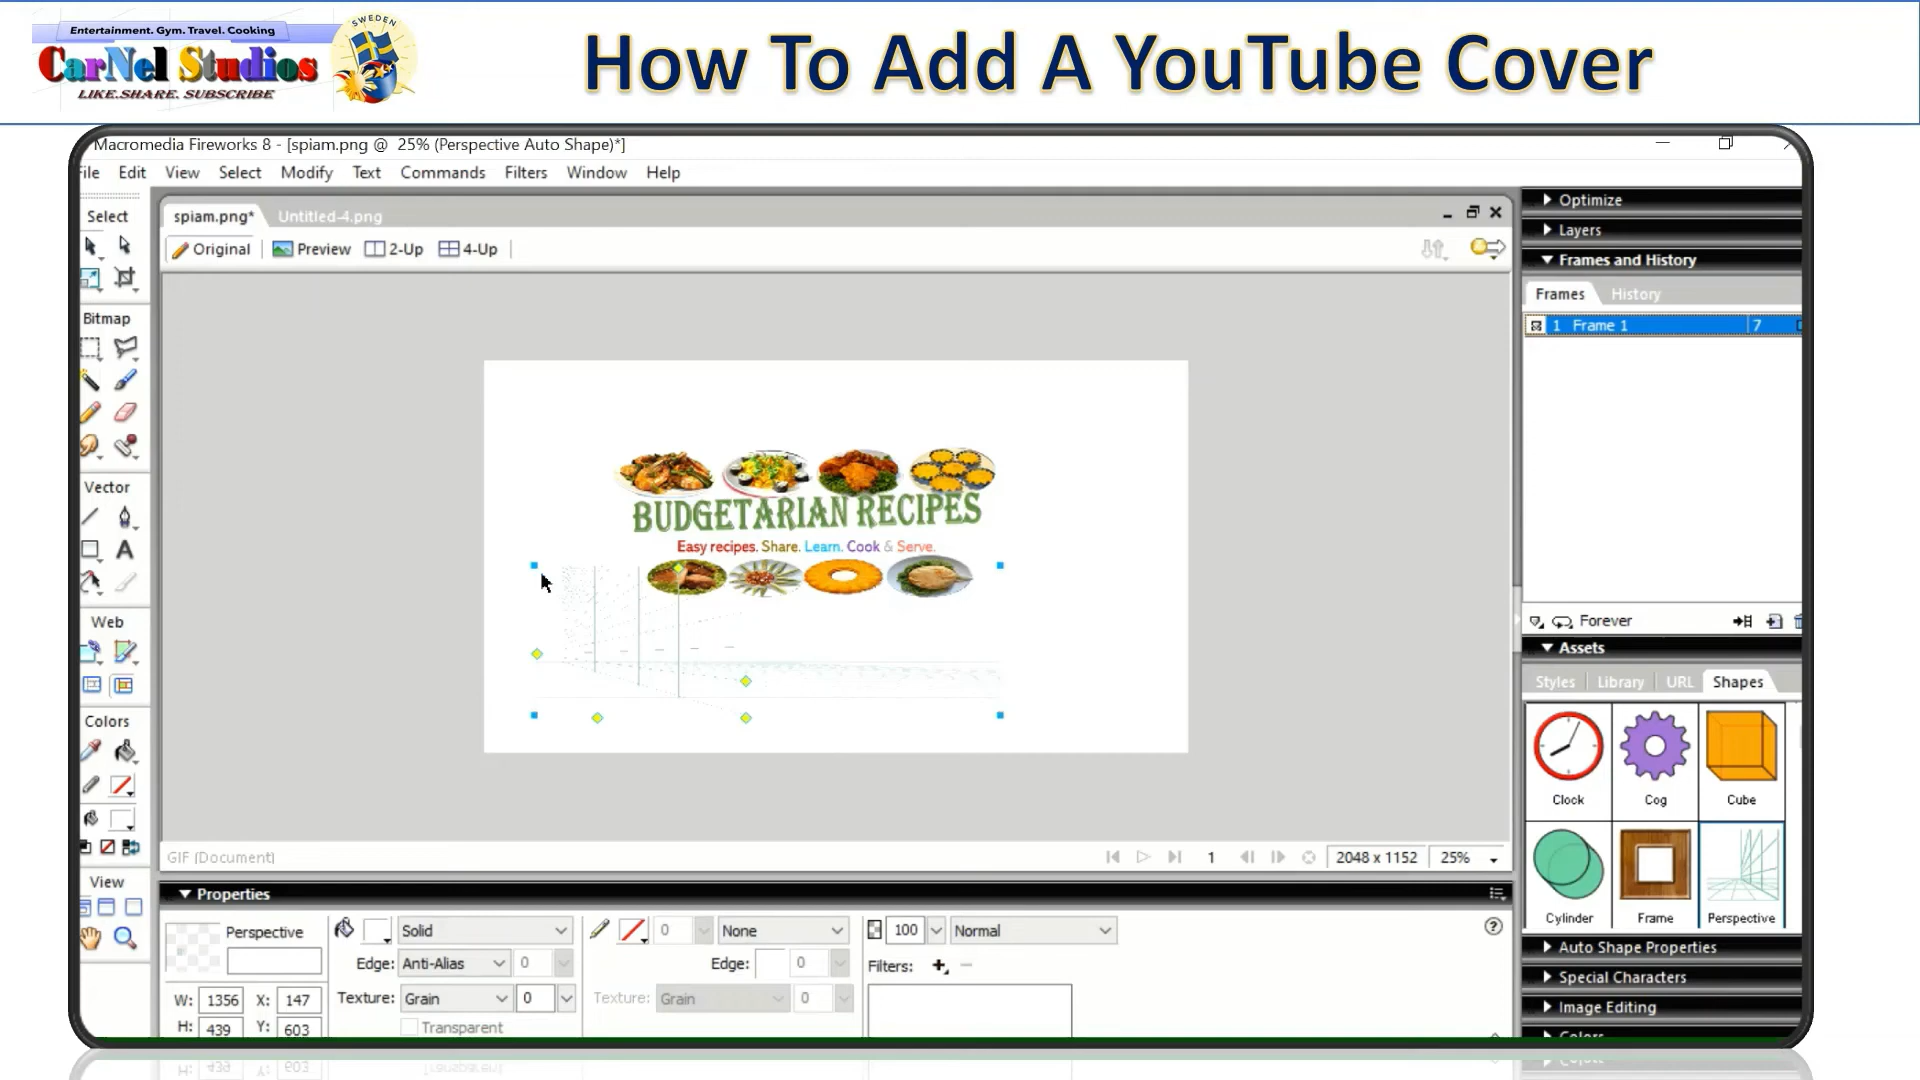 Entertainment. Gym. Travel. Cooking
CarNel Studios
LIKE.SHARE. SUBSCRIBE
SWEDEN
How To Add A YouTube Cover
Macromedia Fireworks 8 - [spiam.png @ 25% (Perspective Auto Shape)*]
File Edit View Select Modify Text Commands Filters Window Help
spiam.png* Untitled-4.png
Original Preview 2-Up 4-Up
Select
Bitmap
Vector
Web
Colors
View
BUDGETARIAN RECIPES
Easy recipes. Share. Learn. Cook & Serve.
GIF (Document) 1 2048 x 1152 25%
Optimize
Layers
Frames and History
Frames History
1 Frame 1 7
Forever
Assets
Styles Library URL Shapes
Clock Cog Cube
Cylinder Frame Perspective
Auto Shape Properties
Special Characters
Image Editing
Colors
Properties
Perspective Solid 0 None 100 Normal
Edge: Anti-Alias 0 Edge: 0 Filters:
W: 1356 X: 147 Texture: Grain 0 Texture: Grain 0
H: 439 Y: 603 Transparent